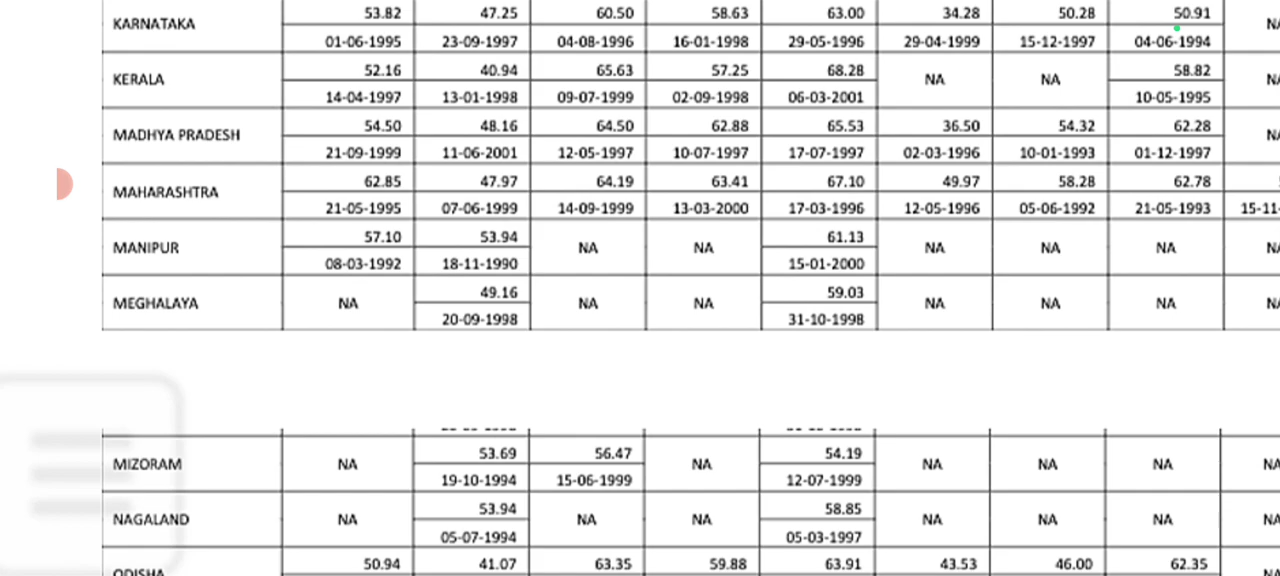 53.82 47.25 60.50 58.63 63.00 34.28 50.28 50.91
KARNATAKA NA
01-06-1995 23-09-1997 04-08-1996 16-01-1998 29-05-1996 29-04-1999 15-12-1997 04-06-1994
52.16 40.94 65.63 57.25 68.28 58.82
KERALA NA NA NA
14-04-1997 13-01-1998 09-07-1999 02-09-1998 06-03-2001 10-05-1995
54.50 48.16 64.50 62.88 65.53 36.50 54.32 62.28
MADHYA PRADESH NA
21-09-1999 11-06-2001 12-05-1997 10-07-1997 17-07-1997 02-03-1996 10-01-1993 01-12-1997
62.85 47.97 64.19 63.41 67.10 49.97 58.28 62.78
MAHARASHTRA
21-05-1995 07-06-1999 14-09-1999 13-03-2000 17-03-1996 12-05-1996 05-06-1992 21-05-1993 15-11-
57.10 53.94 61.13
MANIPUR NA NA NA NA NA NA
08-03-1992 18-11-1990 15-01-2000
49.16 59.03
MEGHALAYA NA NA NA NA NA NA NA
20-09-1998 31-10-1998
53.69 56.47 54.19
MIZORAM NA NA NA NA NA NA
19-10-1994 15-06-1999 12-07-1999
53.94 58.85
NAGALAND NA NA NA NA NA NA NA
05-07-1994 05-03-1997
50.94 41.07 63.35 59.88 63.91 43.53 46.00 62.35
ODISHA NA